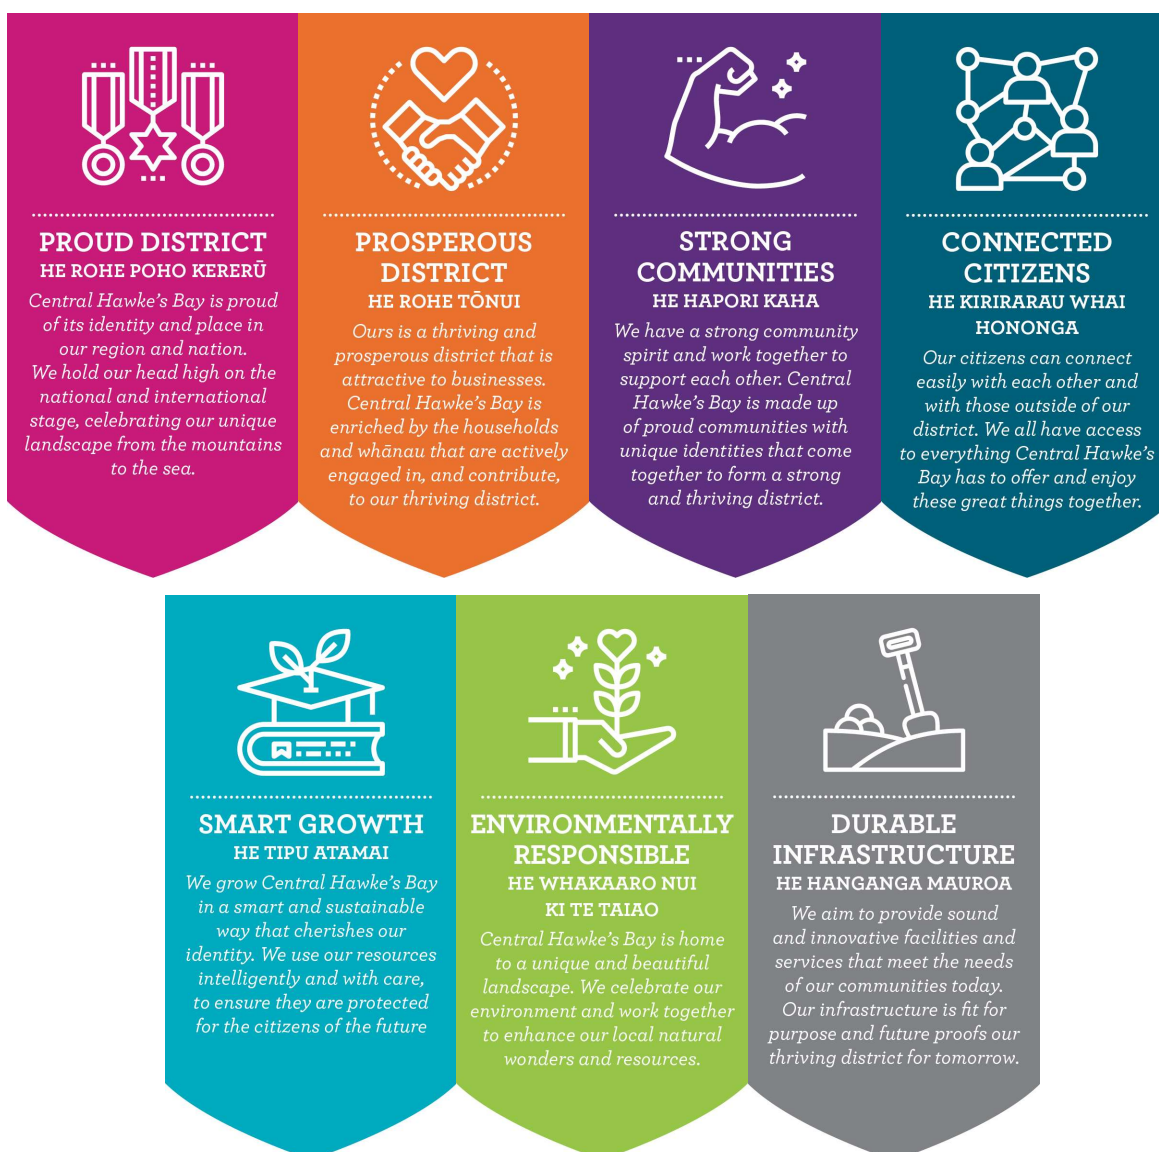 PROUD DISTRICT
HE ROHE POHO KERERŪ
Central Hawke's Bay is proud
of its identity and place in
our region and nation.
We hold our head high on the
national and international
stage, celebrating our unique
landscape from the mountains
to the sea.
PROSPEROUS
DISTRICT
HE ROHE TŌNUI
Ours is a thriving and
prosperous district that is
attractive to businesses.
Central Hawke's Bay is
enriched by the households
and whānau that are actively
engaged in, and contribute,
to our thriving district.
STRONG
COMMUNITIES
HE HAPORI KAHA
We have a strong community
spirit and work together to
support each other. Central
Hawke's Bay is made up
of proud communities with
unique identities that come
together to form a strong
and thriving district.
CONNECTED
CITIZENS
HE KIRIRARAU WHAI
HONONGA
Our citizens can connect
easily with each other and
with those outside of our
district. We all have access
to everything Central Hawke's
Bay has to offer and enjoy
these great things together.
SMART GROWTH
HE TIPU ATAMAI
We grow Central Hawke's Bay
in a smart and sustainable
way that cherishes our
identity. We use our resources
intelligently and with care,
to ensure they are protected
for the citizens of the future
ENVIRONMENTALLY
RESPONSIBLE
HE WHAKAARO NUI
KI TE TAIAO
Central Hawke's Bay is home
to a unique and beautiful
landscape. We celebrate our
environment and work together
to enhance our local natural
wonders and resources.
DURABLE
INFRASTRUCTURE
HE HANGANGA MAUROA
We aim to provide sound
and innovative facilities and
services that meet the needs
of our communities today.
Our infrastructure is fit for
purpose and future proofs our
thriving district for tomorrow.